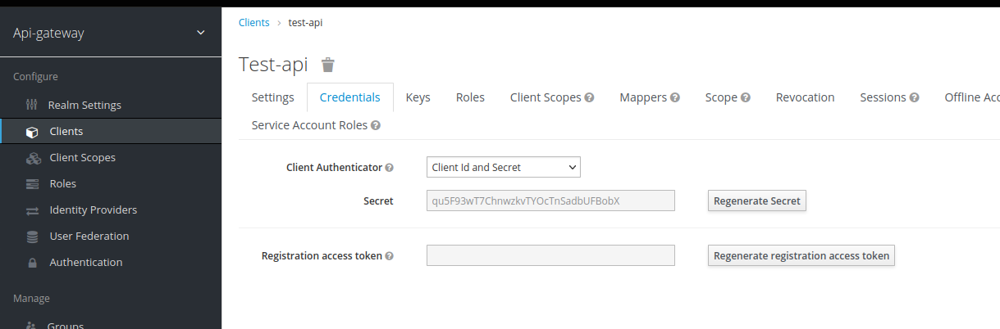 Api-gateway
Configure
Realm Settings
Clients
Client Scopes
Roles
Identity Providers
User Federation
Authentication
Manage
Groups
Clients › test-api
Test-api
Settings Credentials Keys Roles Client Scopes Mappers Scope Revocation Sessions Offline Acc
Service Account Roles
Client Authenticator Client Id and Secret
Secret qu5F93wT7ChnwzkvTYOcTnSadbUFBobX Regenerate Secret
Registration access token Regenerate registration access token